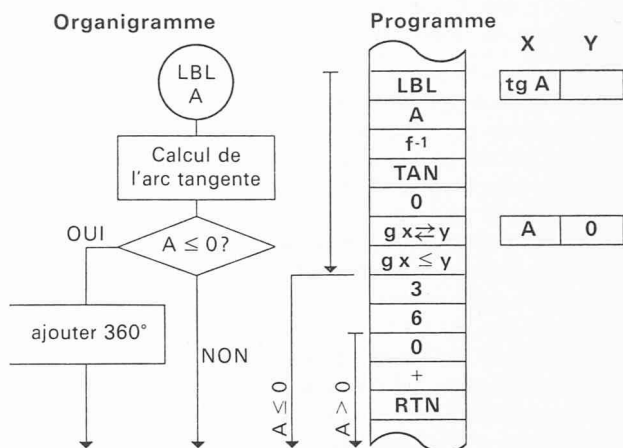 Organigramme
LBL
A
Calcul de
l'arc tangente
A ≤ 0?
OUI
NON
ajouter 360°
Programme
LBL
A
f-1
TAN
0
g x⇄y
g x ≤ y
3
6
0
+
RTN
A ≤ 0
A > 0
X Y
tg A
A 0